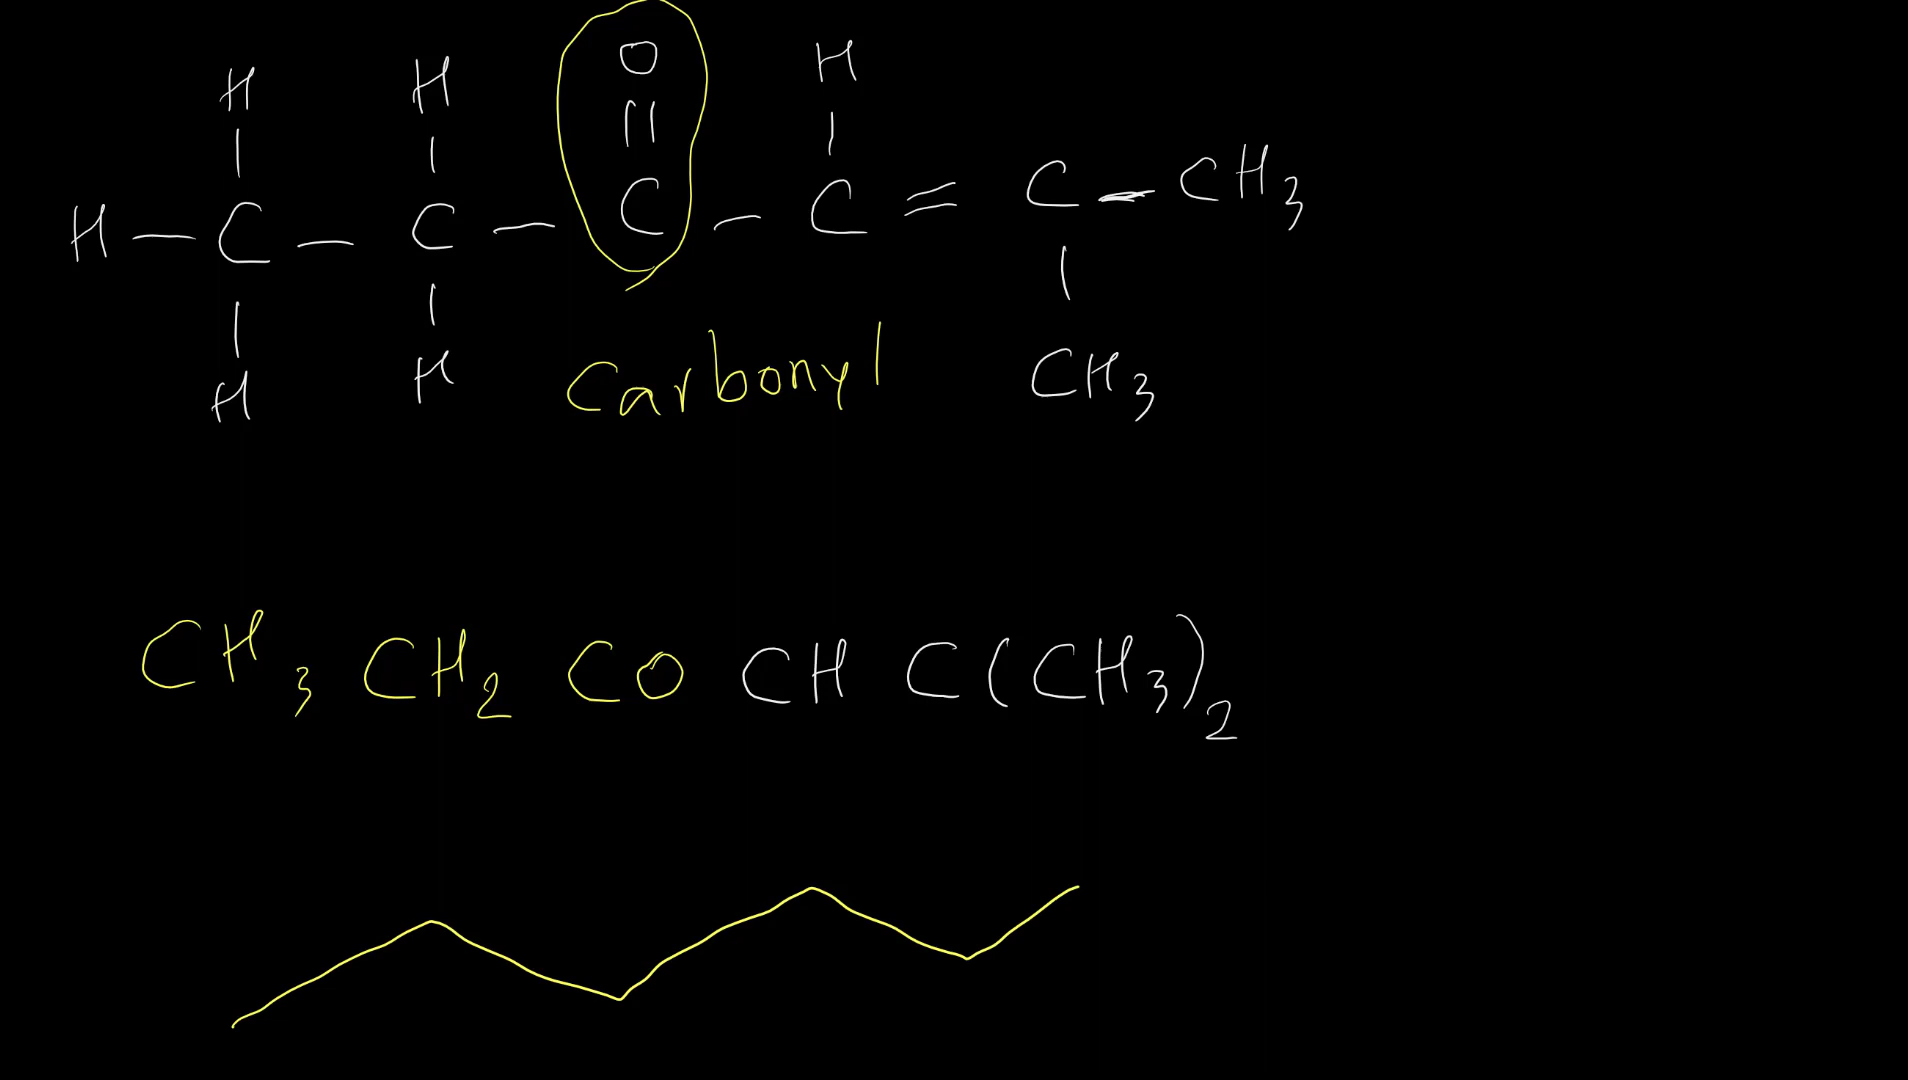 H H O H
H - C - C - C - C = C - CH3
H H Carbonyl CH3
CH3 CH2 CO CH C(CH3)2